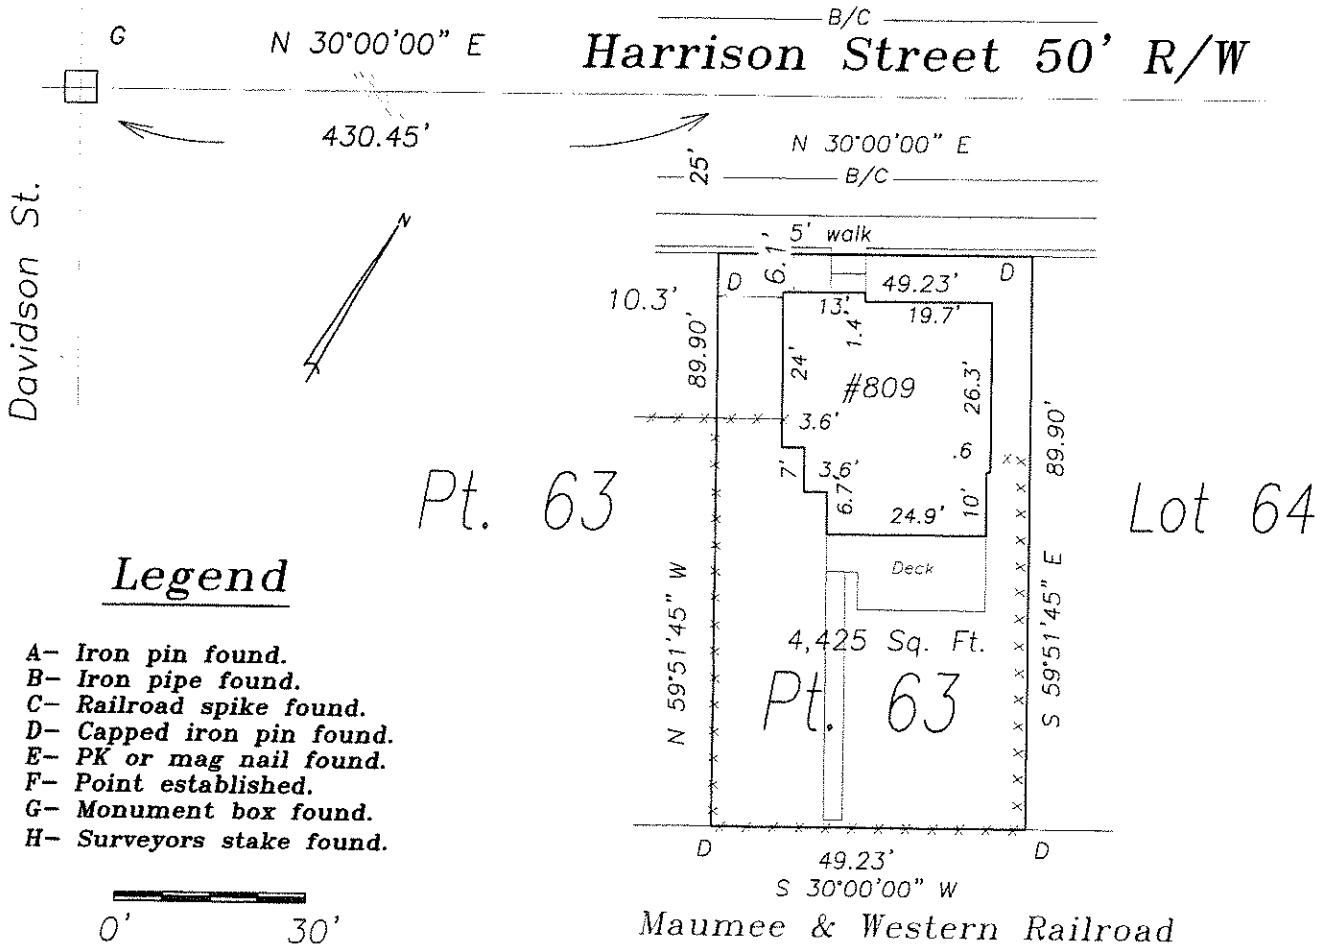 B/C
G
N 30°00'00" E
Harrison Street 50' R/W
430.45'
N 30°00'00" E
25'
B/C
Davidson St.
N
5' walk
6.1'
D
D
49.23'
10.3'
13'
19.7'
1.4'
89.90'
24'
#809
26.3'
3.6'
89.90'
.6
7'
3.6'
6.7'
10'
24.9'
Pt. 63
Lot 64
Deck
Legend
N 59°51'45" W
S 59°51'45" E
4,425 Sq. Ft.
Pt. 63
A- Iron pin found.
B- Iron pipe found.
C- Railroad spike found.
D- Capped iron pin found.
E- PK or mag nail found.
F- Point established.
G- Monument box found.
H- Surveyors stake found.
D
D
49.23'
S 30°00'00" W
0'
30'
Maumee & Western Railroad